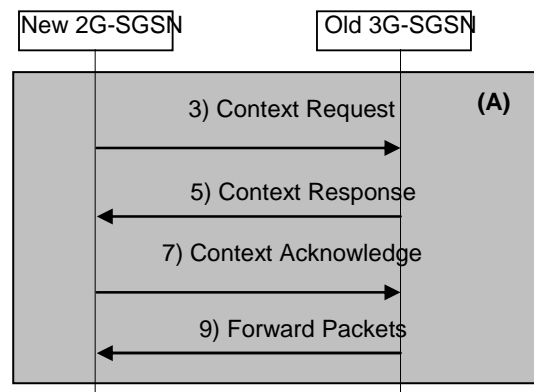 New 2G-SGSN Old 3G-SGSN
(A)
3) Context Request
5) Context Response
7) Context Acknowledge
9) Forward Packets